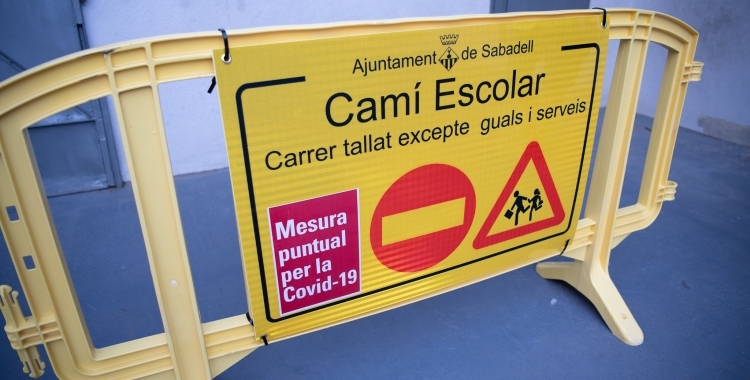 Ajuntament de Sabadell
Camí Escolar
Carrer tallat excepte guals i serveis
Mesura
puntual
per la
Covid-19